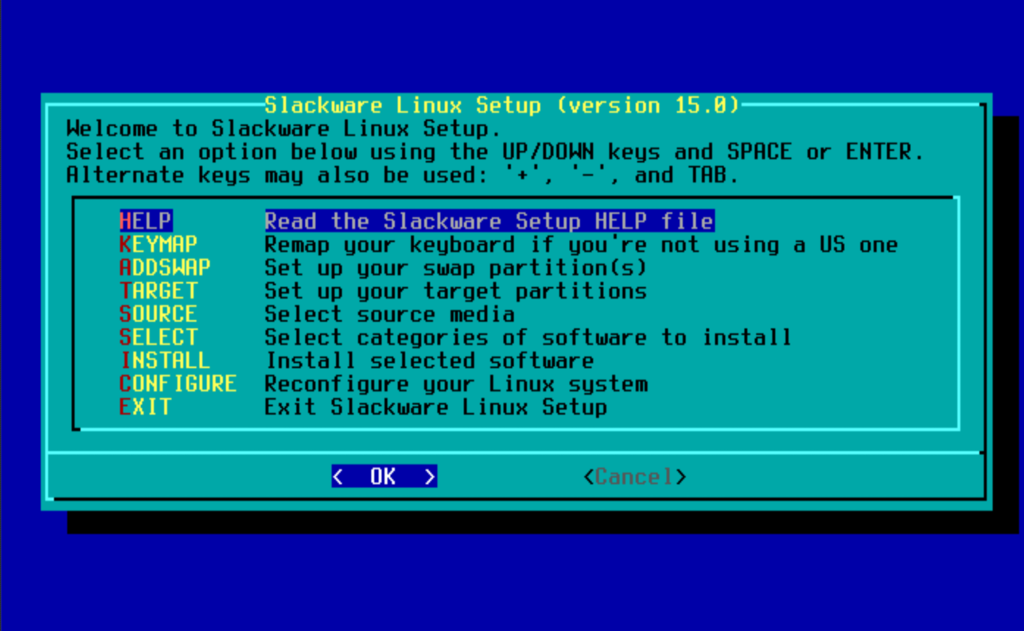 Slackware Linux Setup (version 15.0)
Welcome to Slackware Linux Setup.
Select an option below using the UP/DOWN keys and SPACE or ENTER.
Alternate keys may also be used: '+', '-', and TAB.
HELP Read the Slackware Setup HELP file
KEYMAP Remap your keyboard if you're not using a US one
ADDSWAP Set up your swap partition(s)
TARGET Set up your target partitions
SOURCE Select source media
SELECT Select categories of software to install
INSTALL Install selected software
CONFIGURE Reconfigure your Linux system
EXIT Exit Slackware Linux Setup
< OK > <Cancel>